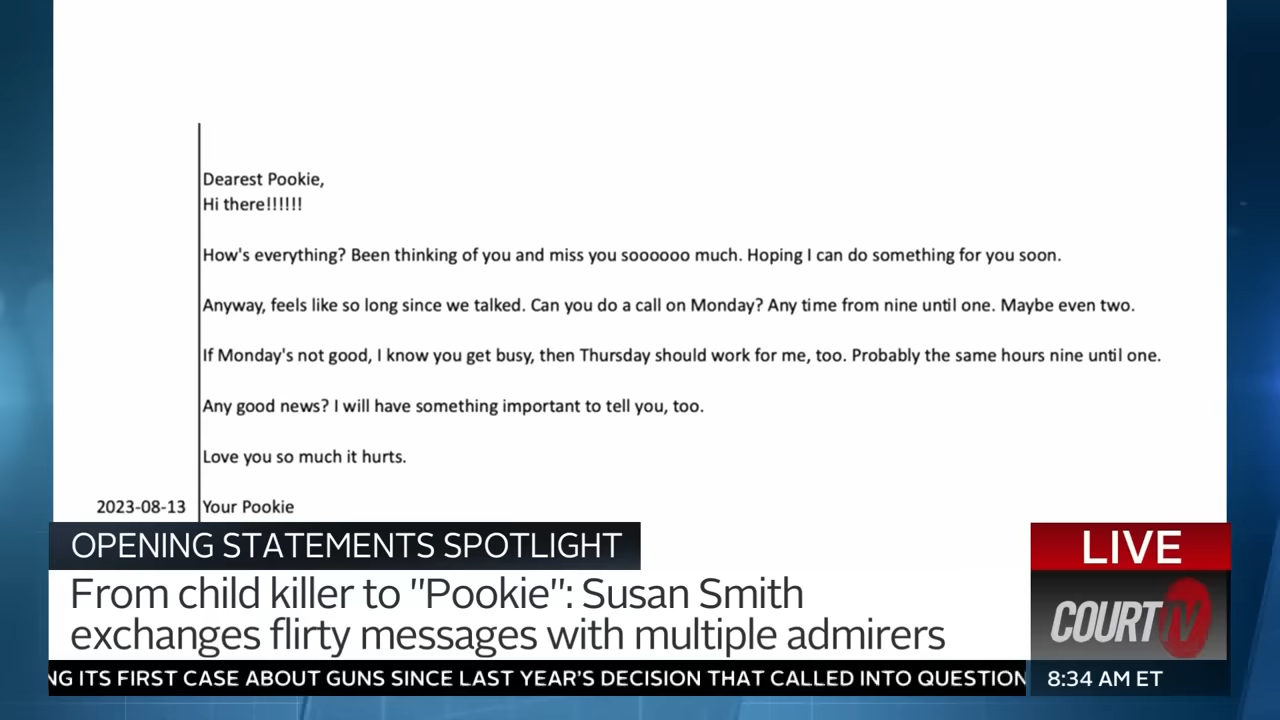 Dearest Pookie,
Hi there!!!!!!
How's everything? Been thinking of you and miss you soooooo much. Hoping I can do something for you soon.
Anyway, feels like so long since we talked. Can you do a call on Monday? Any time from nine until one. Maybe even two.
If Monday's not good, I know you get busy, then Thursday should work for me, too. Probably the same hours nine until one.
Any good news? I will have something important to tell you, too.
Love you so much it hurts.
2023-08-13 Your Pookie
OPENING STATEMENTS SPOTLIGHT
From child killer to "Pookie": Susan Smith
exchanges flirty messages with multiple admirers
LIVE
COURT TV
NG ITS FIRST CASE ABOUT GUNS SINCE LAST YEAR'S DECISION THAT CALLED INTO QUESTION
8:34 AM ET